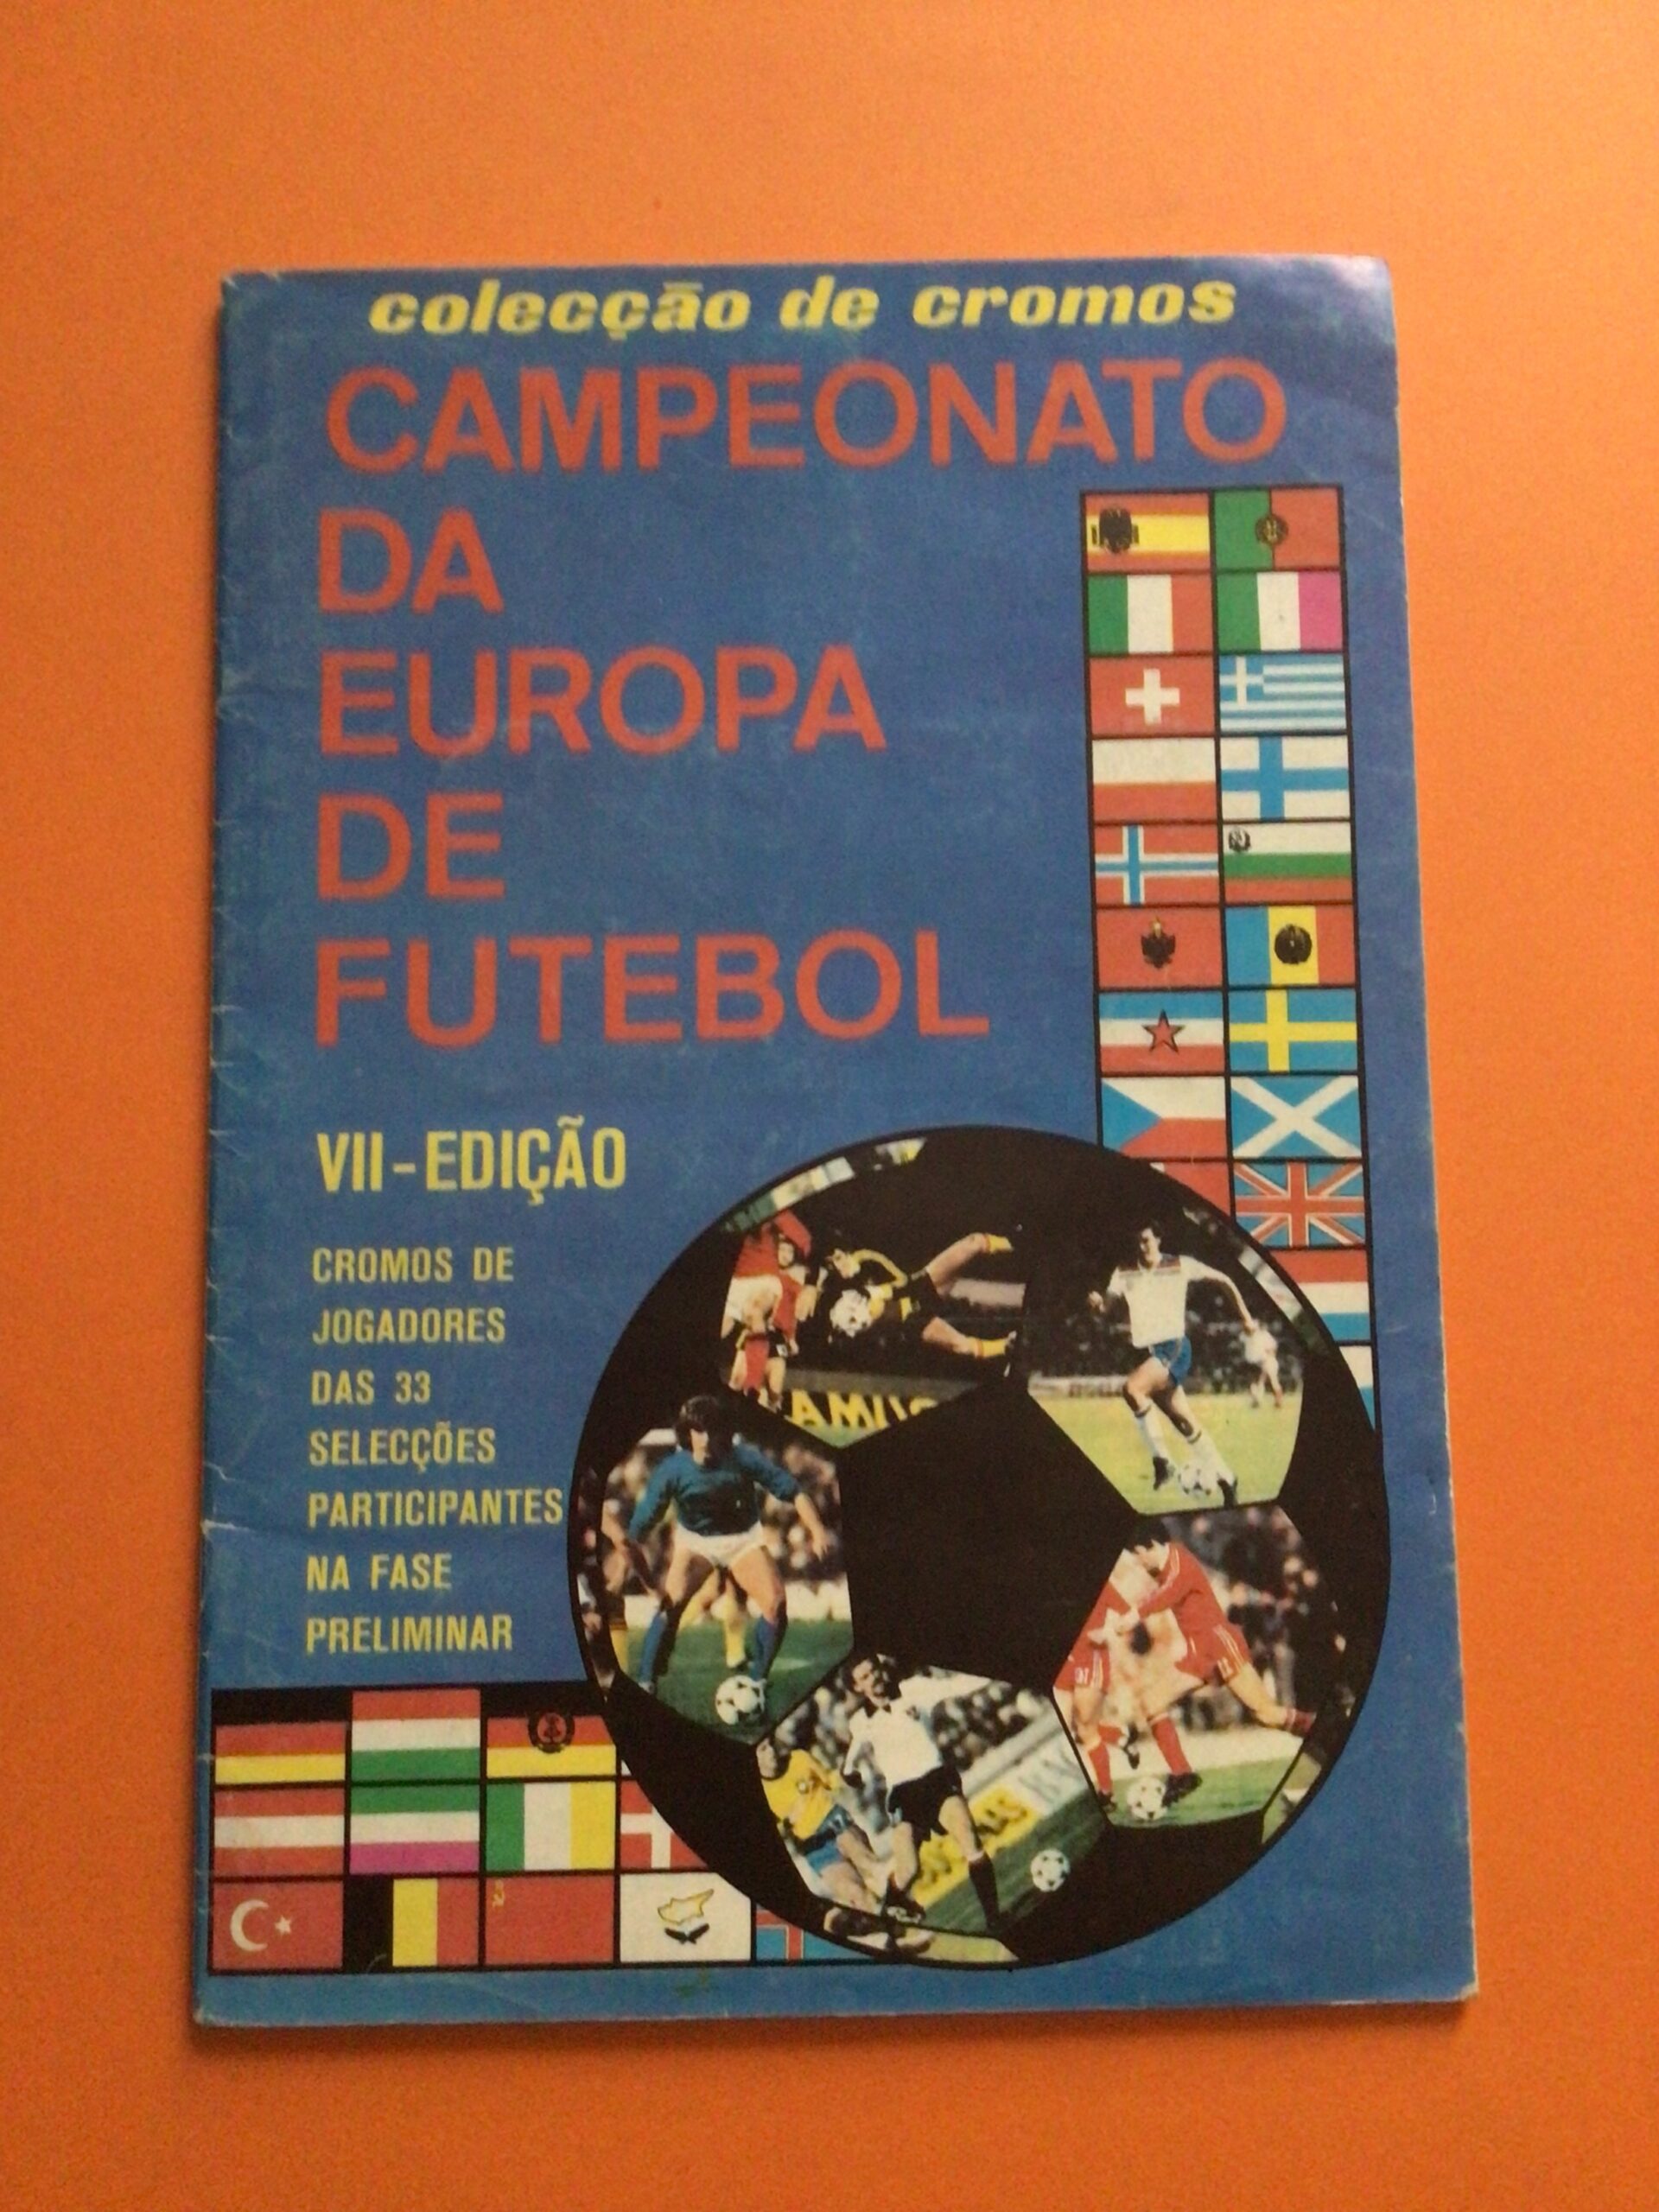 colecção de cromos
CAMPEONATO
DA
EUROPA
DE
FUTEBOL
VII-EDIÇÃO
CROMOS DE
JOGADORES
DAS 33
SELECÇÕES
PARTICIPANTES
NA FASE
PRELIMINAR